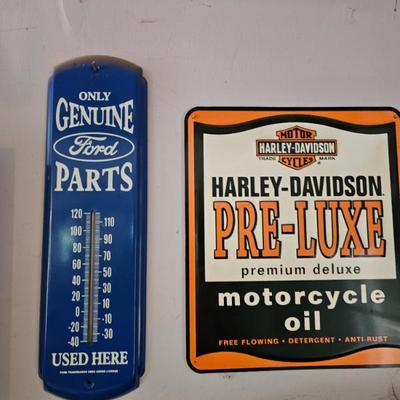 ONLY
GENUINE
Ford
PARTS
120
110
100
90
80
70
60
50
40
30
20
10
0
-10
-20
-30
-40
USED HERE
MOTOR
HARLEY-DAVIDSON
TRADE MARK
CYCLES
HARLEY-DAVIDSON
PRE-LUXE
premium deluxe
motorcycle
oil
FREE FLOWING • DETERGENT • ANTI-RUST